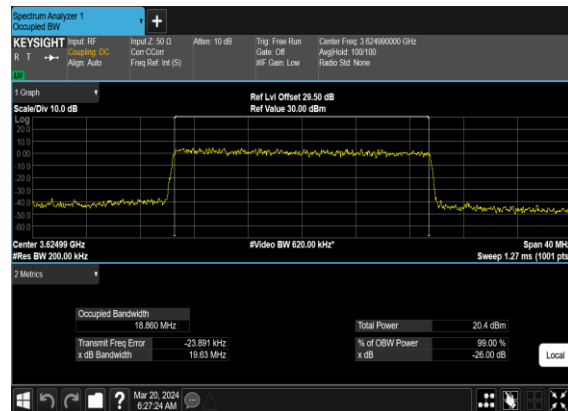 Spectrum Analyzer 1
Occupied BW
KEYSIGHT Input: RF Input Z: 50 Ω Atten: 10 dB Trig: Free Run Center Freq: 3.624990000 GHz
R T Coupling: DC Corr CCorr Gate: Off Avg|Hold: 100/100
Align: Auto Freq Ref: Int (S) #IF Gain: Low Radio Std: None
1 Graph
Scale/Div 10.0 dB Ref Lvl Offset 29.50 dB
Ref Value 30.00 dBm
Log
20.0
10.0
0.00
-10.0
-20.0
-30.0
-40.0
-50.0
-60.0
Center 3.62499 GHz #Video BW 620.00 kHz* Span 40 MHz
#Res BW 200.00 kHz Sweep 1.27 ms (1001 pts)
2 Metrics
Occupied Bandwidth
18.860 MHz Total Power 20.4 dBm
Transmit Freq Error -23.891 kHz % of OBW Power 99.00 %
x dB Bandwidth 19.63 MHz x dB -26.00 dB
Local
? Mar 20, 2024
6:27:24 AM